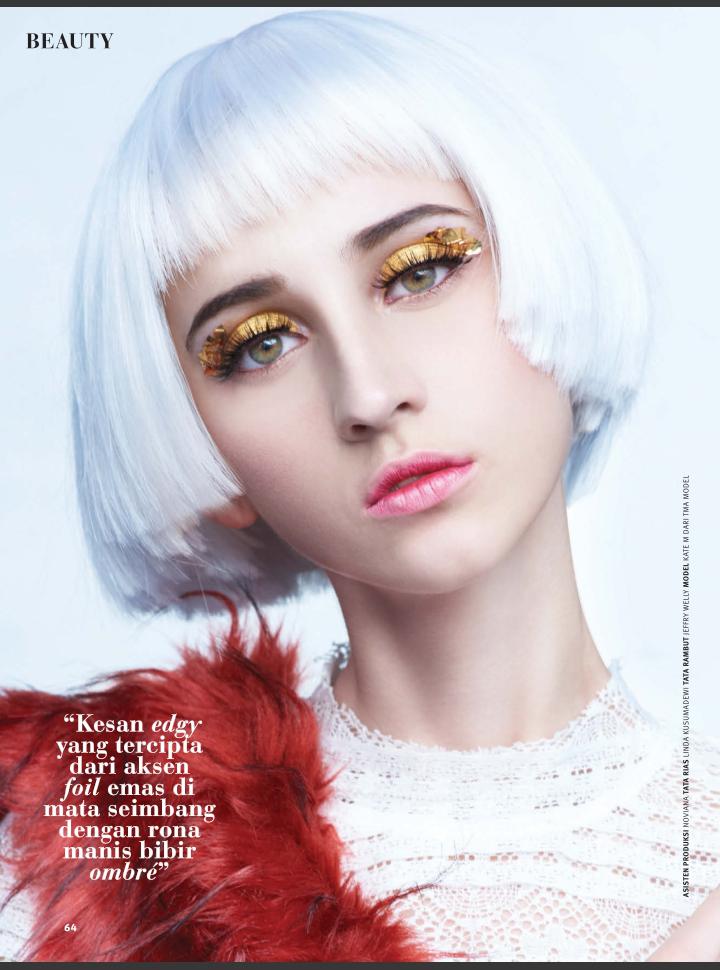 BEAUTY
“Kesan edgy
yang tercipta
dari aksen
foil emas di
mata seimbang
dengan rona
manis bibir
ombré”
64
ASISTEN PRODUKSI NOVIANA TATA RIAS LINDA KUSUMADEWI TATA RAMBUT JEFFRY WELLY MODEL KATE M DARI TMA MODEL